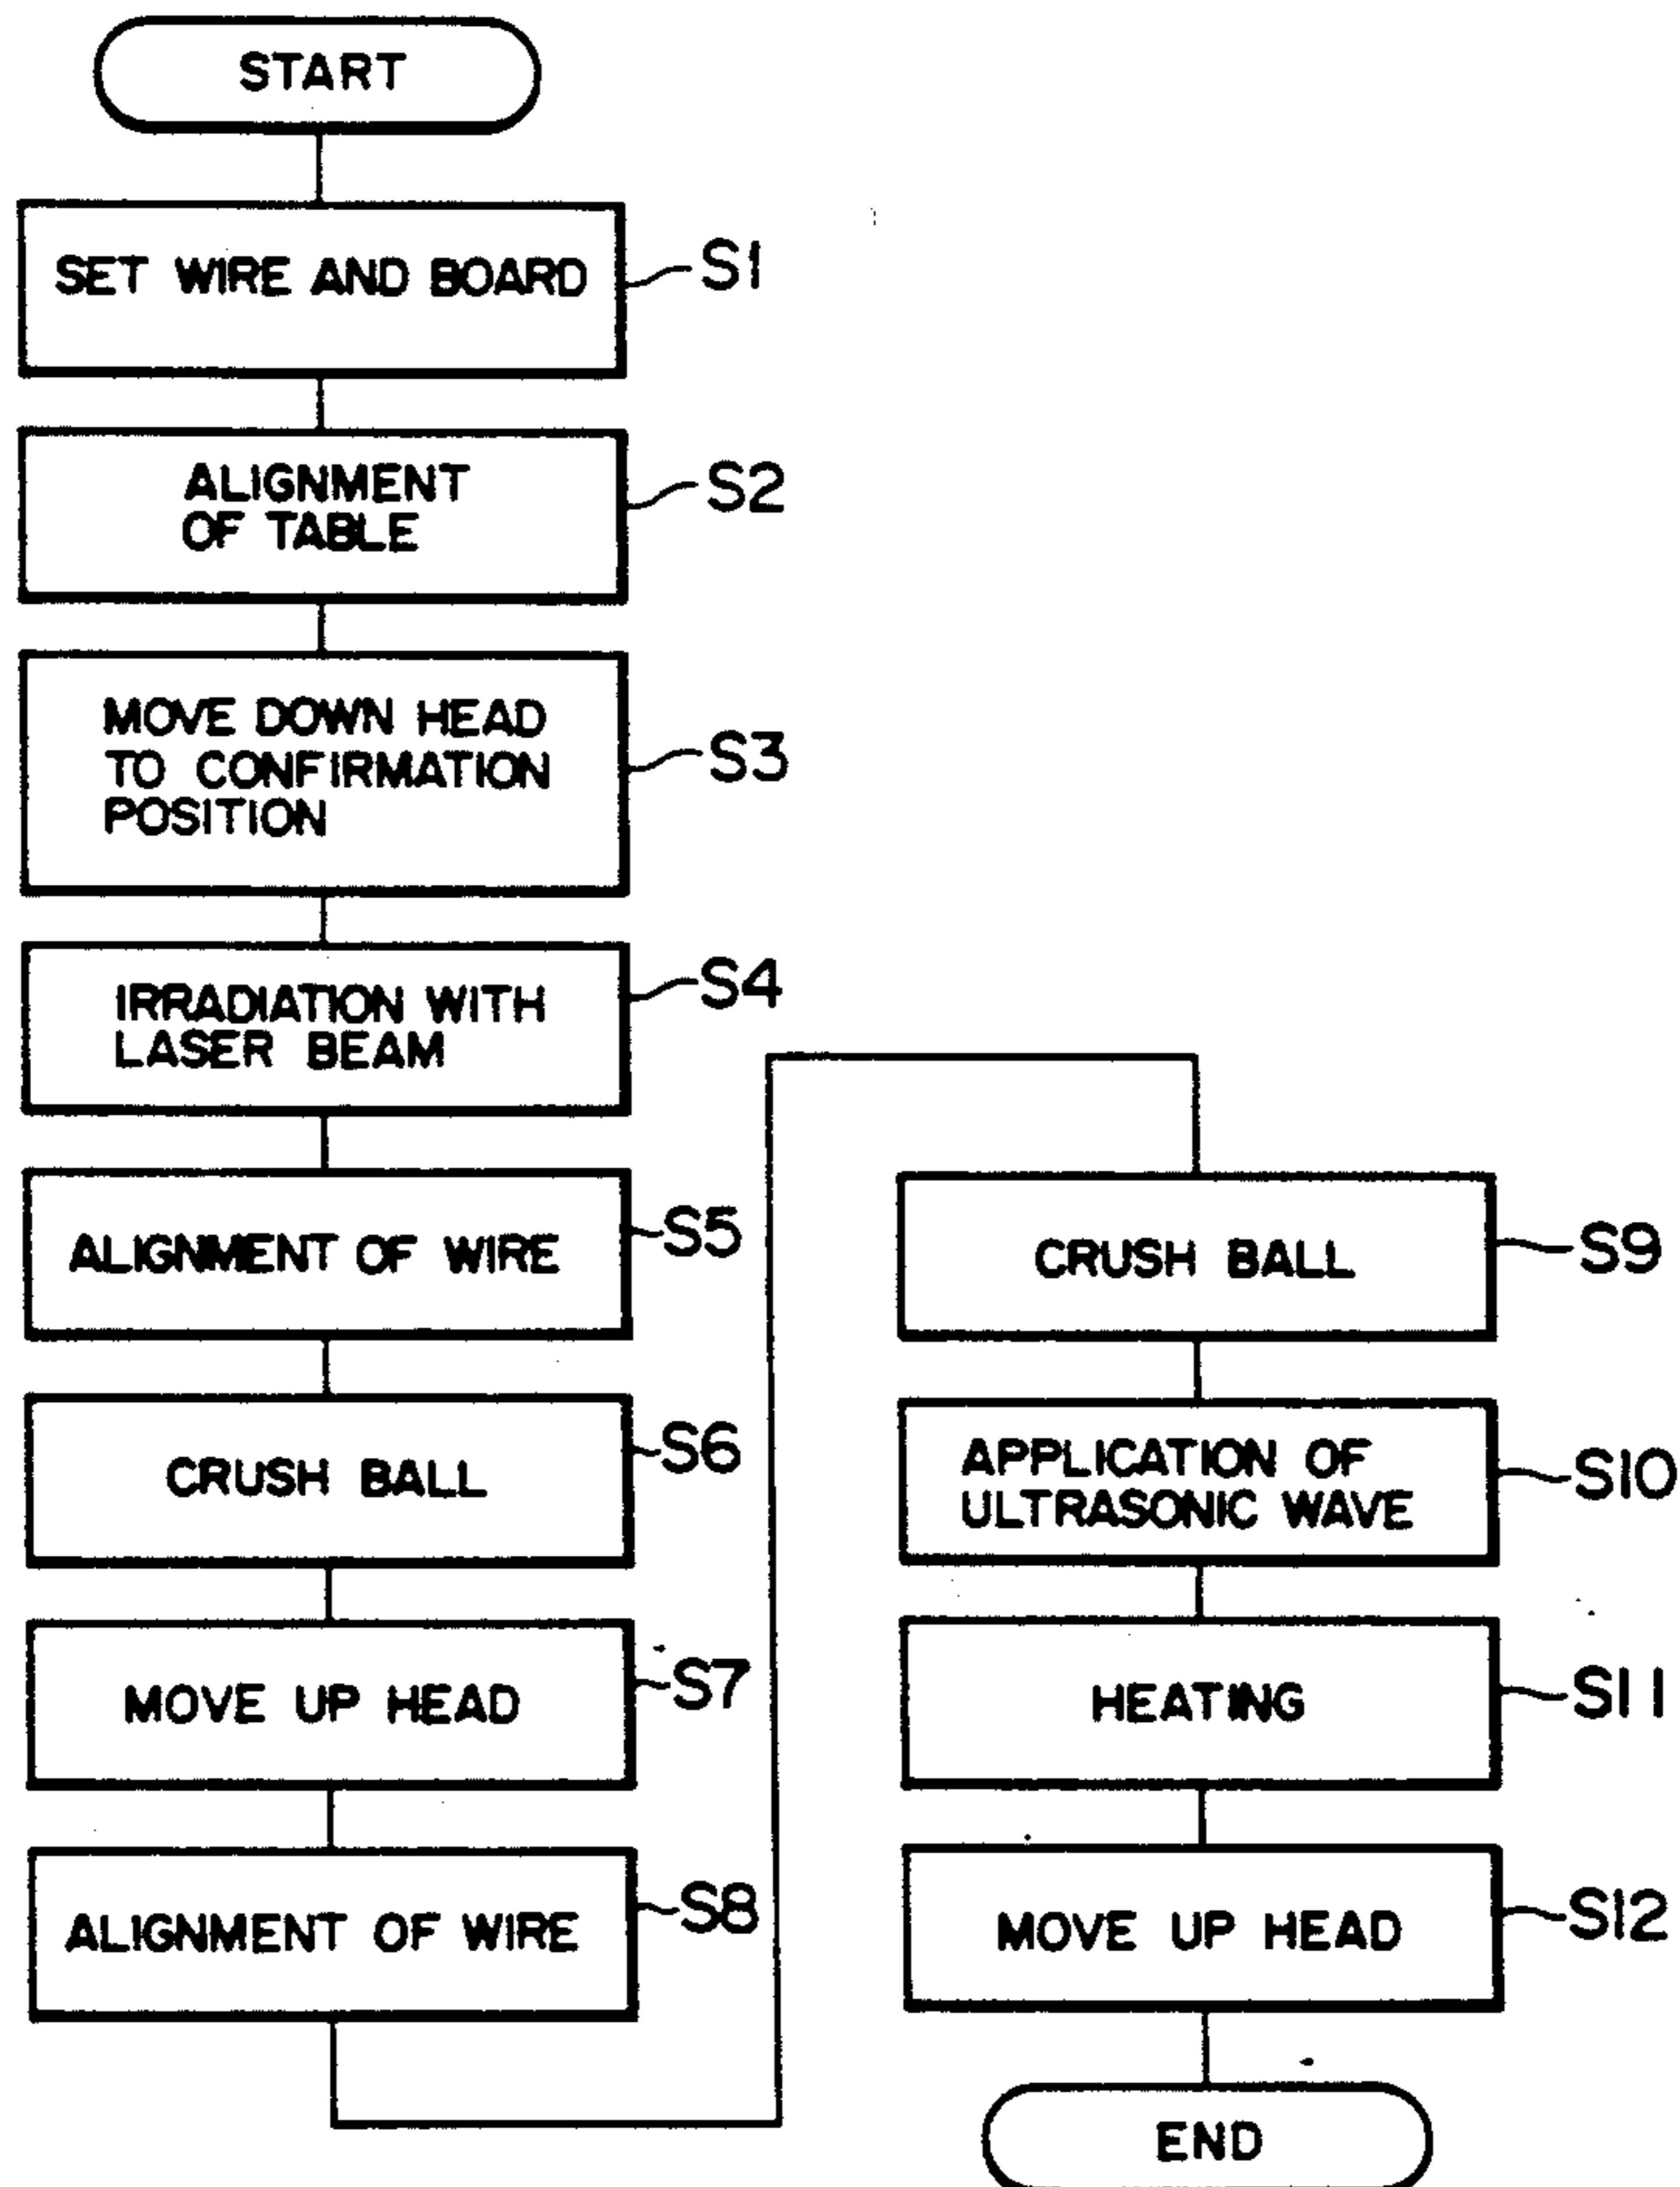 START
SET WIRE AND BOARD
S1
ALIGNMENT
OF TABLE
S2
MOVE DOWN HEAD
TO CONFIRMATION
POSITION
S3
IRRADIATION WITH
LASER BEAM
S4
ALIGNMENT OF WIRE
S5
CRUSH BALL
S6
MOVE UP HEAD
S7
ALIGNMENT OF WIRE
S8
CRUSH BALL
S9
APPLICATION OF
ULTRASONIC WAVE
S10
HEATING
S11
MOVE UP HEAD
S12
END